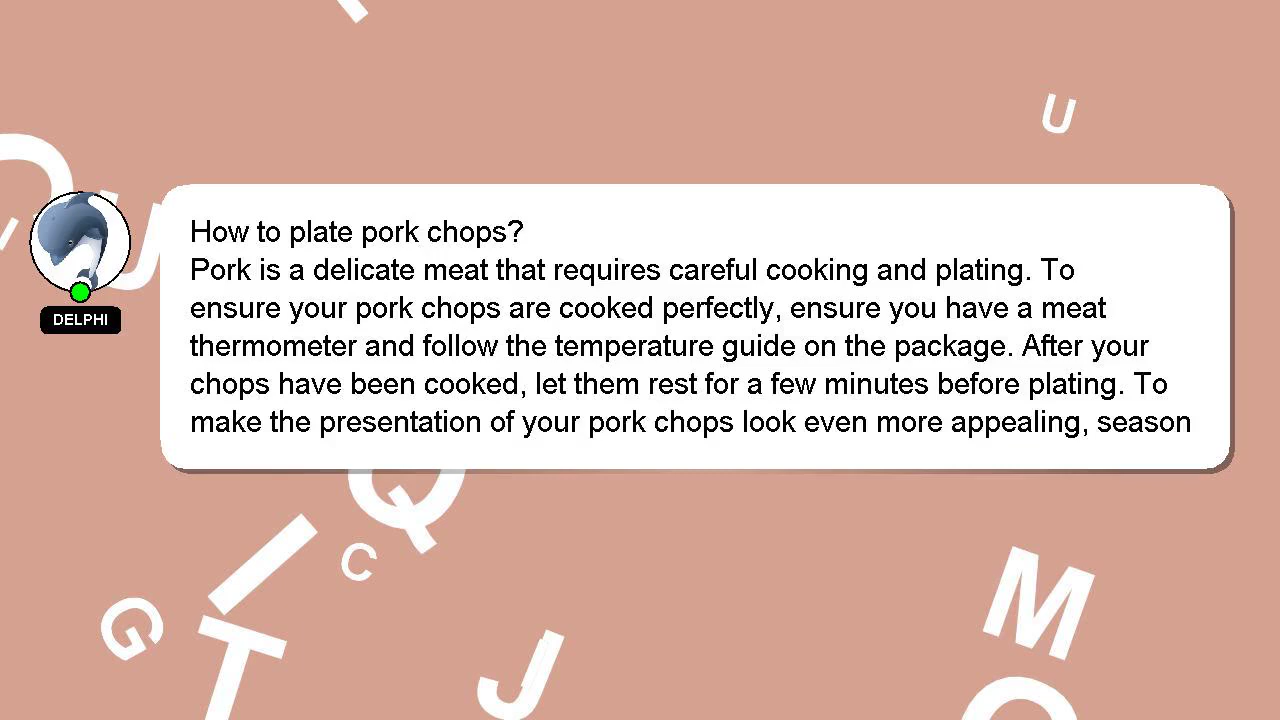 U
DELPHI
How to plate pork chops?
Pork is a delicate meat that requires careful cooking and plating. To
ensure your pork chops are cooked perfectly, ensure you have a meat
thermometer and follow the temperature guide on the package. After your
chops have been cooked, let them rest for a few minutes before plating. To
make the presentation of your pork chops look even more appealing, season
Q
I
C
G
T
J
M